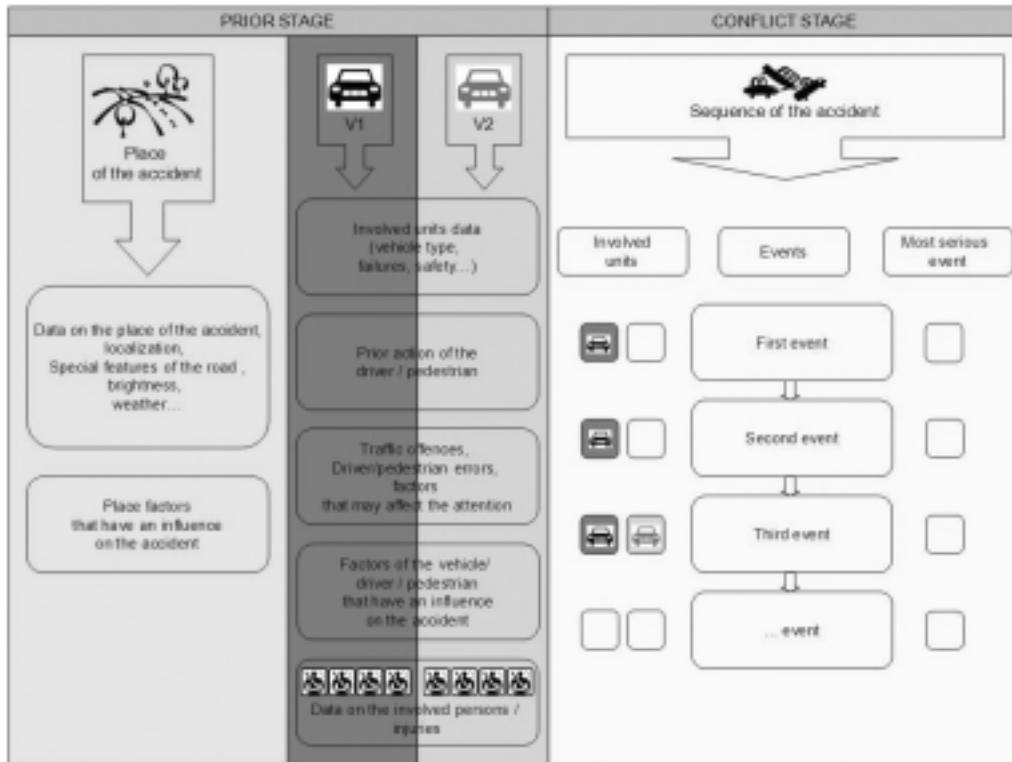 PRIOR STAGE
CONFLICT STAGE
Place
of the accident
V1
V2
Sequence of the accident
Data on the place of the accident,
localization,
Special features of the road ,
brightness,
weather...
Place factors
that have an influence
on the accident
Involved units data
(vehicle type,
failures, safety...)
Prior action of the
driver / pedestrian
Traffic offences,
Driver/pedestrian errors,
factors
that may affect the attention
Factors of the vehicle/
driver / pedestrian
that have an influence
on the accident
Data on the involved persons /
injuries
Involved
units
Events
Most serious
event
First event
Second event
Third event
... event